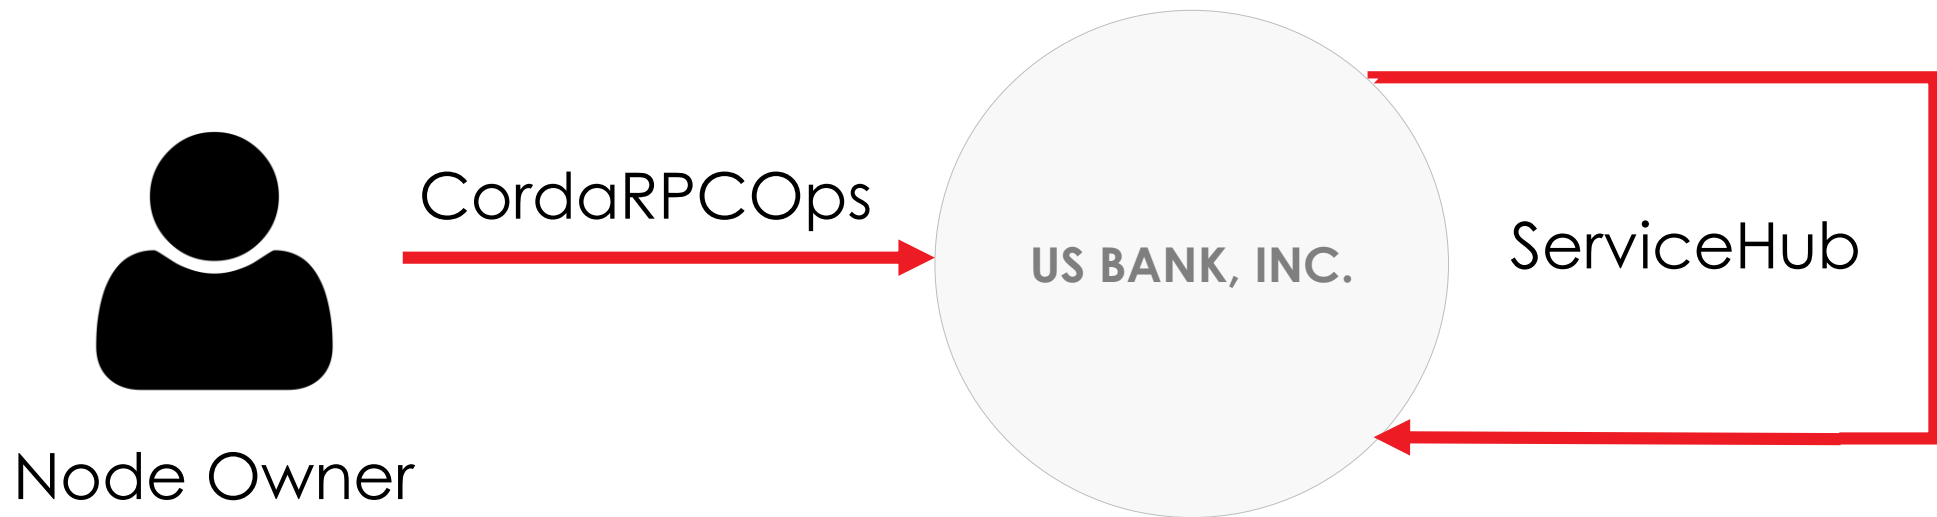 CordaRPCOps
US BANK, INC.
ServiceHub
Node Owner